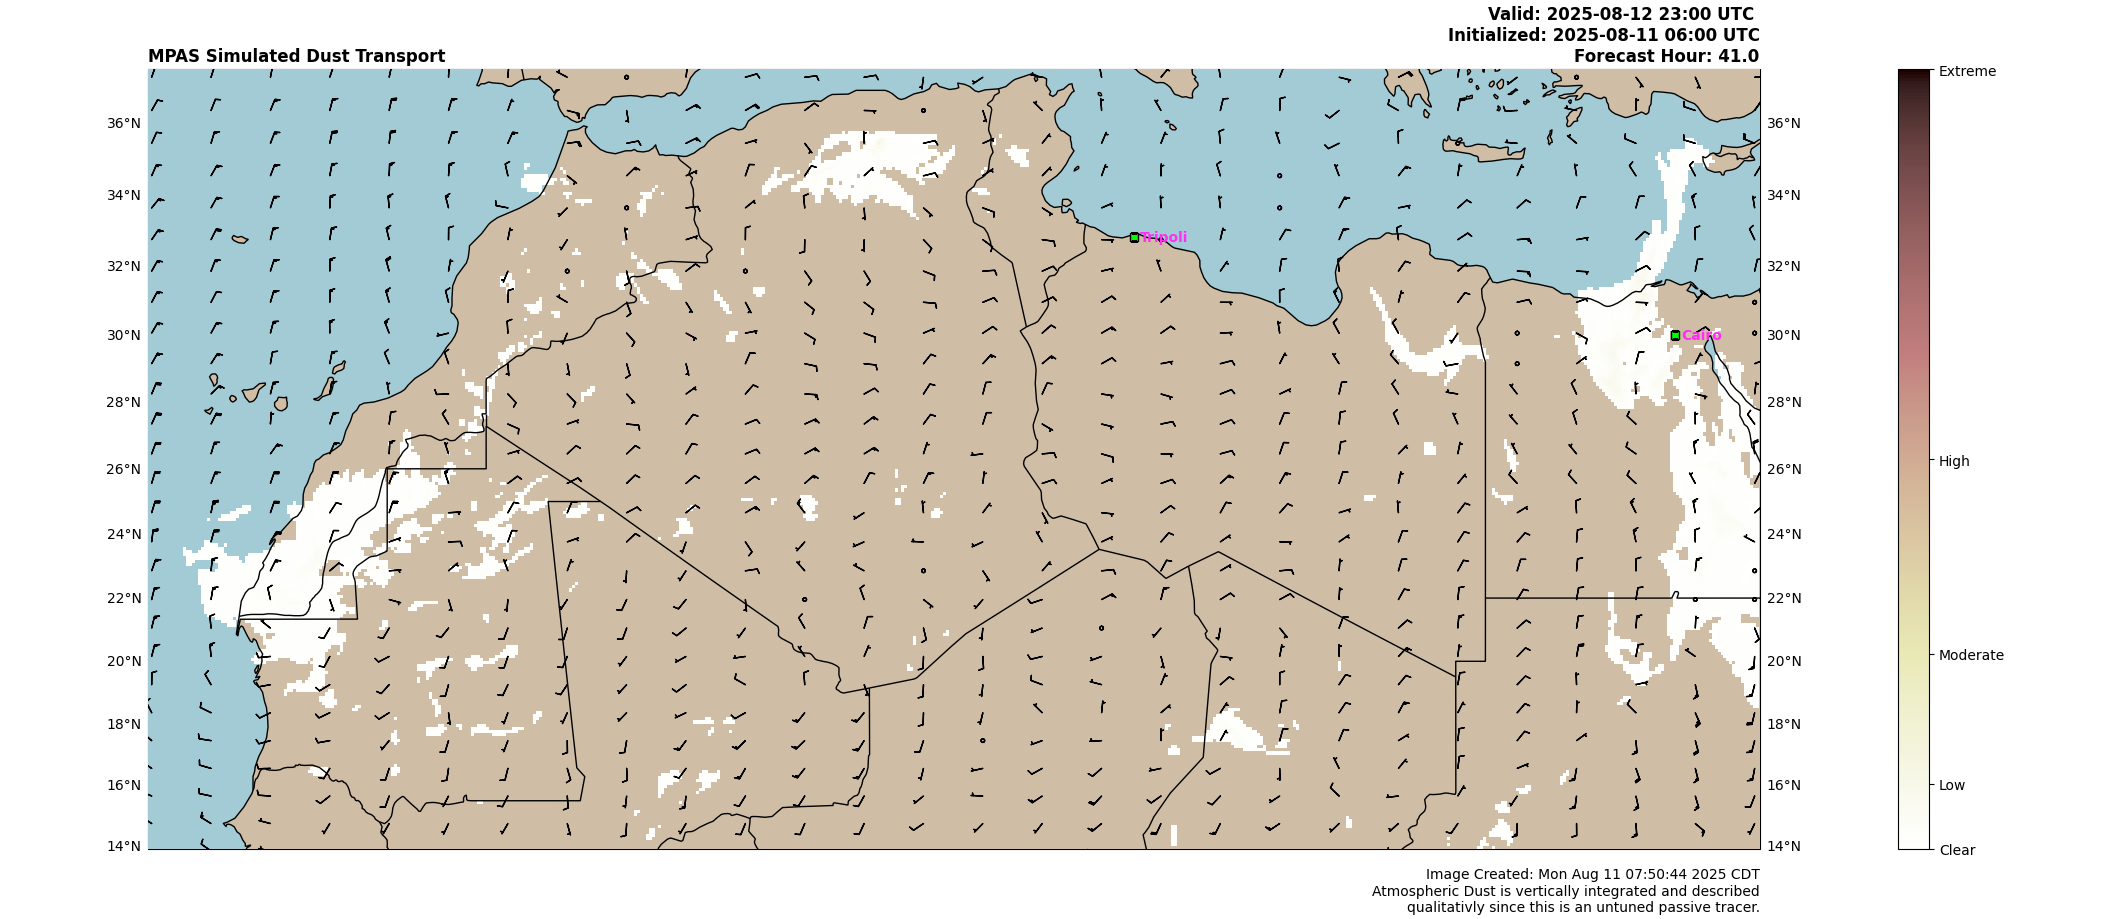 Valid: 2025-08-12 23:00 UTC
Initialized: 2025-08-11 06:00 UTC
MPAS Simulated Dust Transport
Forecast Hour: 41.0
Extreme
36°N
36°N
34°N
34°N
Tripoli
32°N
32°N
30°N
Cairo
30°N
28°N
28°N
26°N
26°N
High
24°N
24°N
22°N
22°N
20°N
20°N
Moderate
18°N
18°N
16°N
16°N
Low
14°N
14°N
Clear
Image Created: Mon Aug 11 07:50:44 2025 CDT
Atmospheric Dust is vertically integrated and described
qualitativly since this is an untuned passive tracer.